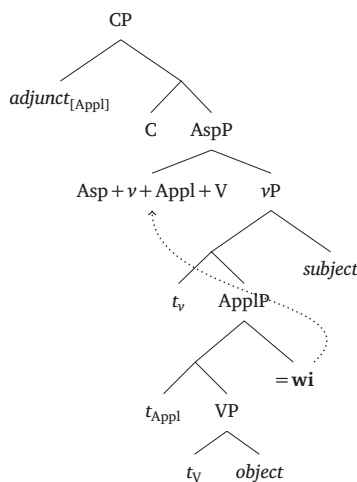 CP
adjunct[Appl]
C AspP
Asp + v + Appl + V vP
subject
tv ApplP
= wi
tAppl VP
tV object